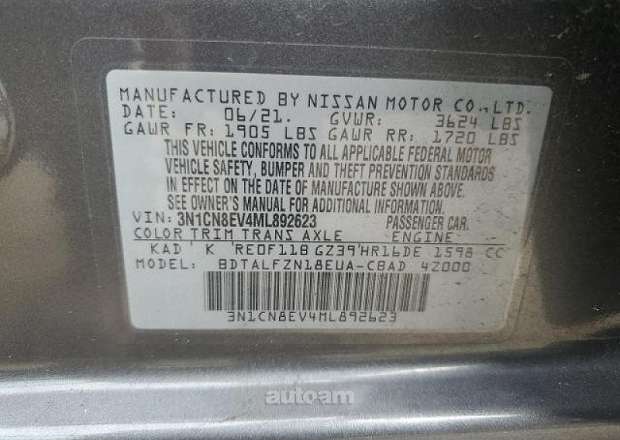 MANUFACTURED BY NISSAN MOTOR CO.,LTD.
DATE: 06/21. GVWR: 3624 LBS
GAWR FR: 1905 LBS GAWR RR: 1720 LBS
THIS VEHICLE CONFORMS TO ALL APPLICABLE FEDERAL MOTOR
VEHICLE SAFETY, BUMPER AND THEFT PREVENTION STANDARDS
IN EFFECT ON THE DATE OF MANUFACTURE SHOWN ABOVE.
SEE OWNER'S MANUAL FOR ADDITIONAL INFORMATION.
VIN: 3N1CN8EV4ML892623 PASSENGER CAR.
COLOR TRIM TRANS AXLE ENGINE
KAD K RE0F11B GZ39 HR16DE 1598 CC
BDTALFZN18EUA-CBAD 4Z000
3N1CN8EV4ML892623
autoam